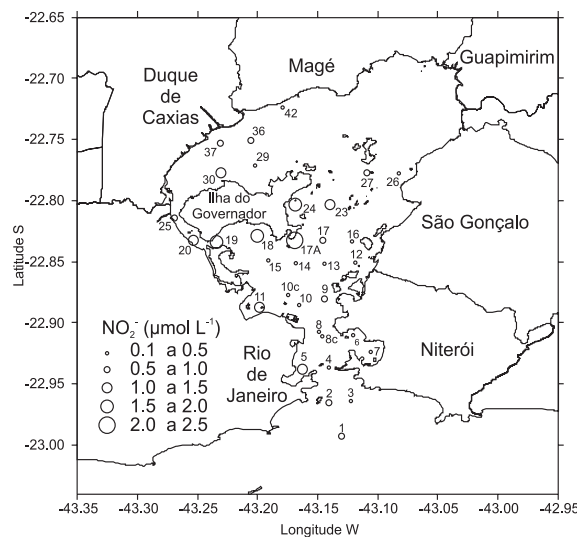 -22.65
-22.70
-22.75
-22.80
-22.85
-22.90
-22.95
-23.00
Latitude S
Guapimirim
Magé
Duque
de
Caxias
42
36
37
29
30
27
26
Ilha do
Governador
24
23
São Gonçalo
25
20
19
18
17
17A
16
15
14
13
12
10c
10
9
11
8
8c
6
7
NO2- (µmol L-1)
0.1 a 0.5
0.5 a 1.0
1.0 a 1.5
1.5 a 2.0
2.0 a 2.5
Rio
de
Janeiro
Niterói
5
4
2
3
1
-43.35 -43.30 -43.25 -43.20 -43.15 -43.10 -43.05 -43.00 -42.95
Longitude W